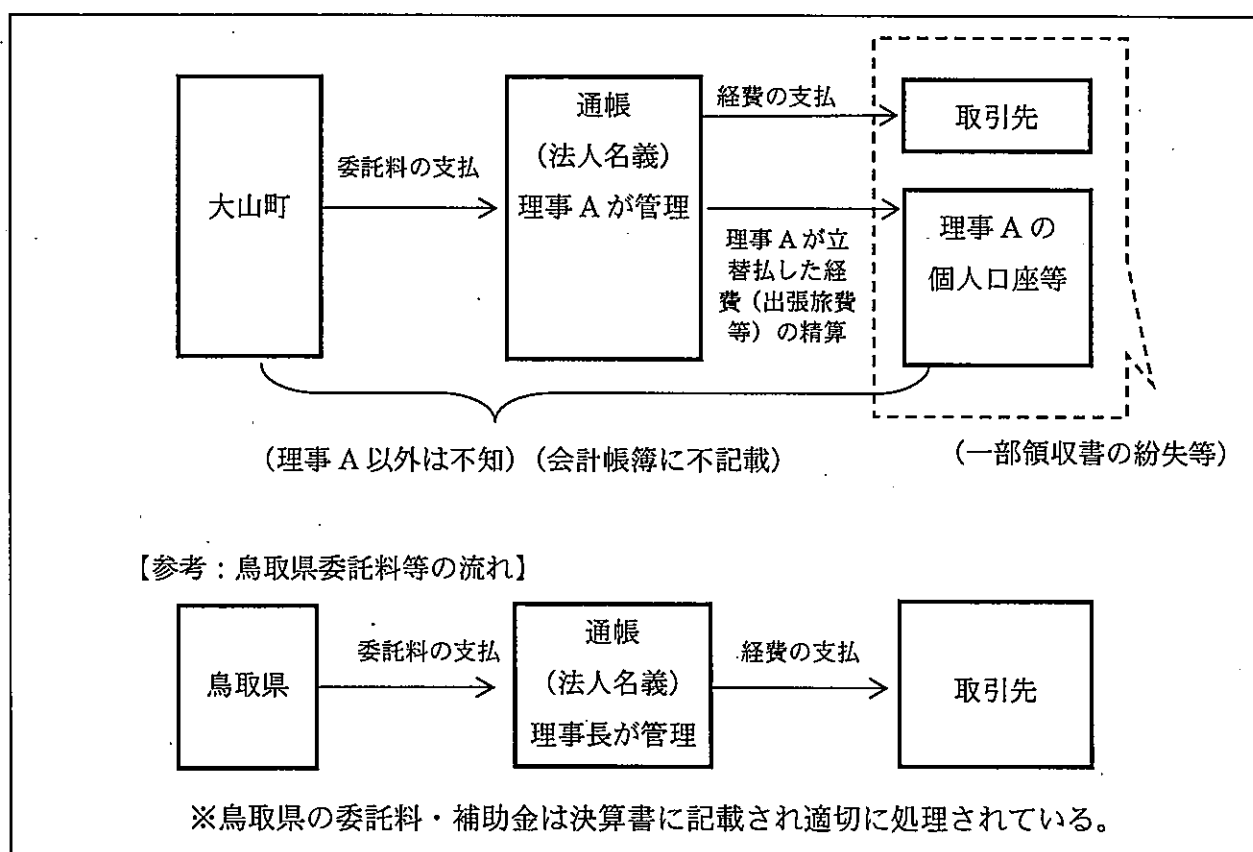 大山町
委託料の支払
通帳
(法人名義)
理事Aが管理
経費の支払
取引先
理事Aが立
替払した経
費(出張旅費
等)の精算
理事Aの
個人口座等
(理事A以外は不知)(会計帳簿に不記載)
(一部領収書の紛失等)
【参考:鳥取県委託料等の流れ】
鳥取県
委託料の支払
通帳
(法人名義)
理事長が管理
経費の支払
取引先
※鳥取県の委託料・補助金は決算書に記載され適切に処理されている。